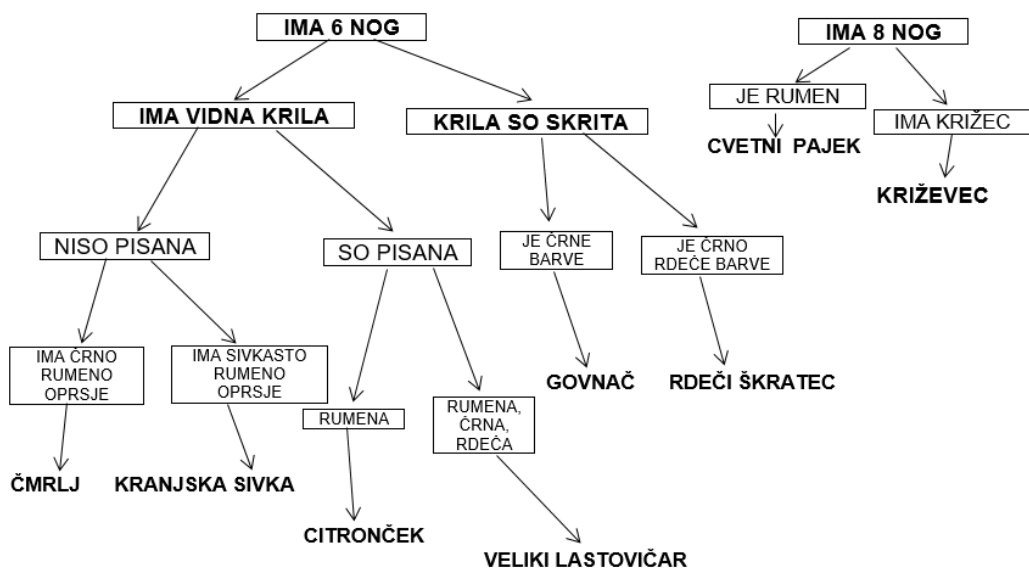 IMA 6 NOG
IMA 8 NOG
IMA VIDNA KRILA
KRILA SO SKRITA
JE RUMEN
IMA KRIŽEC
CVETNI PAJEK
KRIŽEVEC
NISO PISANA
SO PISANA
JE ČRNE
BARVE
JE ČRNO
RDEČE BARVE
IMA ČRNO
RUMENO
OPRSJE
IMA SIVKASTO
RUMENO
OPRSJE
RUMENA
RUMENA,
ČRNA,
RDEČA
GOVNAČ
RDEČI ŠKRATEC
ČMRLJ
KRANJSKA SIVKA
CITRONČEK
VELIKI LASTOVIČAR